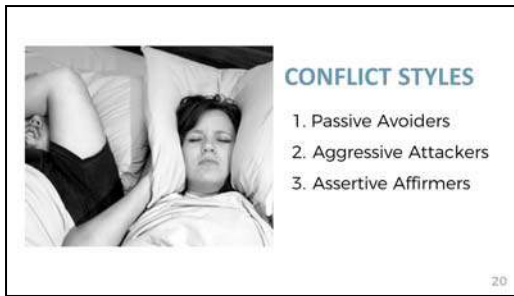 CONFLICT STYLES
1. Passive Avoiders
2. Aggressive Attackers
3. Assertive Affirmers
20